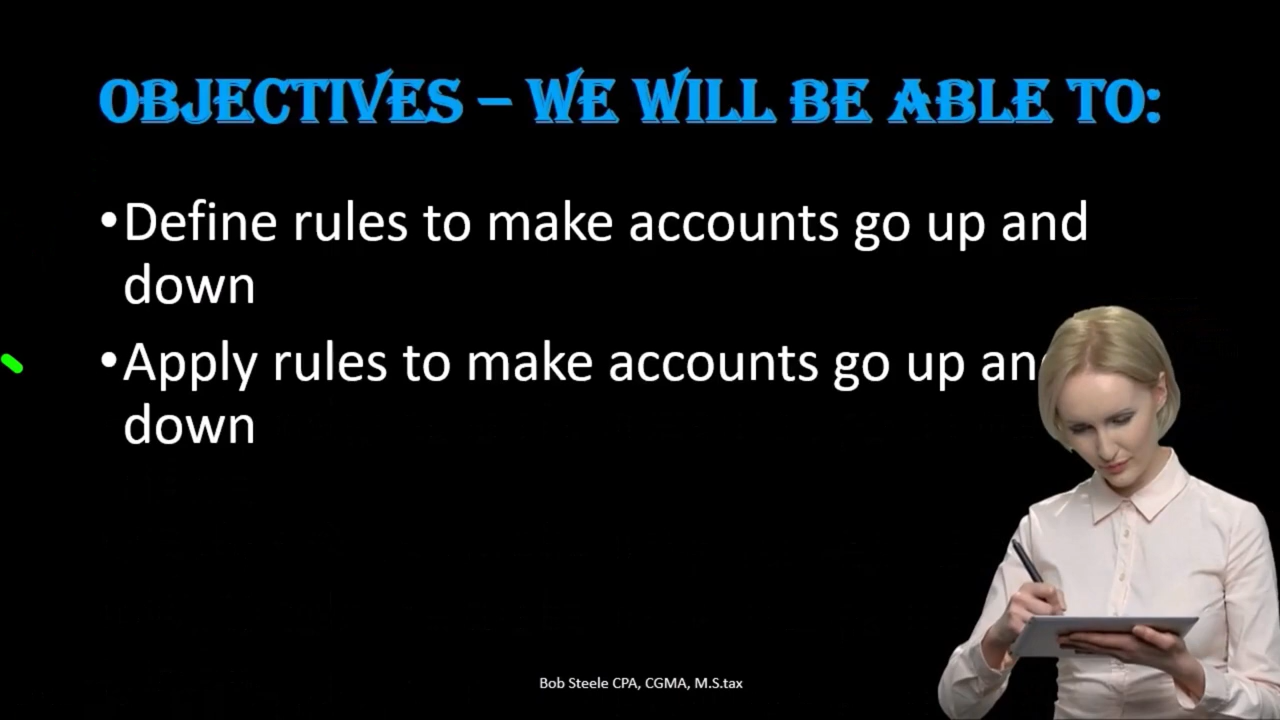 OBJECTIVES – WE WILL BE ABLE TO:
•Define rules to make accounts go up and
down
•Apply rules to make accounts go up an
down
Bob Steele CPA, CGMA, M.S.tax